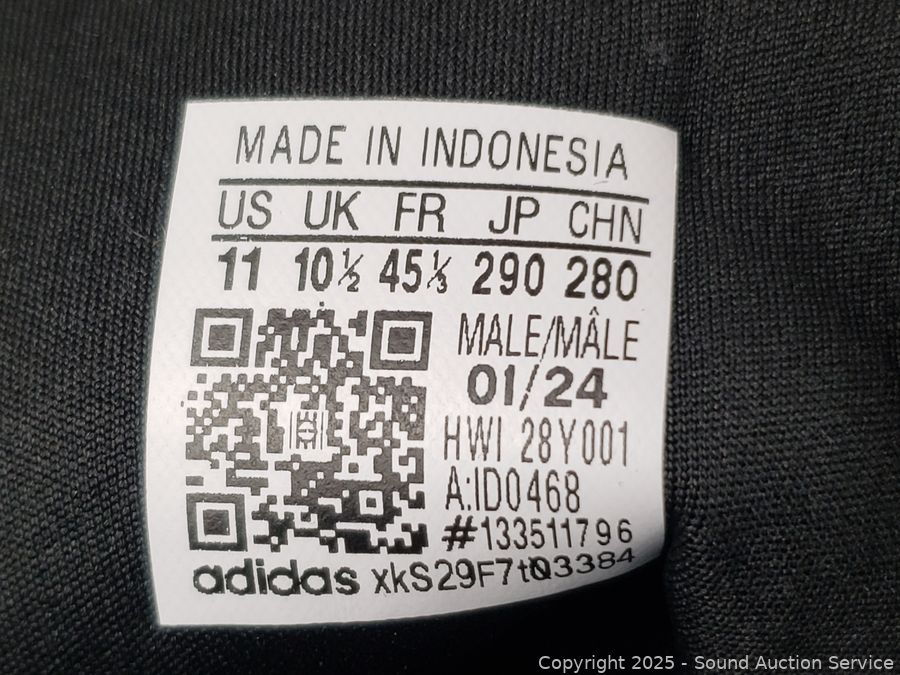 MADE IN INDONESIA
US UK FR JP CHN
11 10½ 45⅓ 290 280
MALE/MÂLE
01/24
HWI 28Y001
A:ID0468
#133511796
adidas
Copyright 2025 - Sound Auction Service